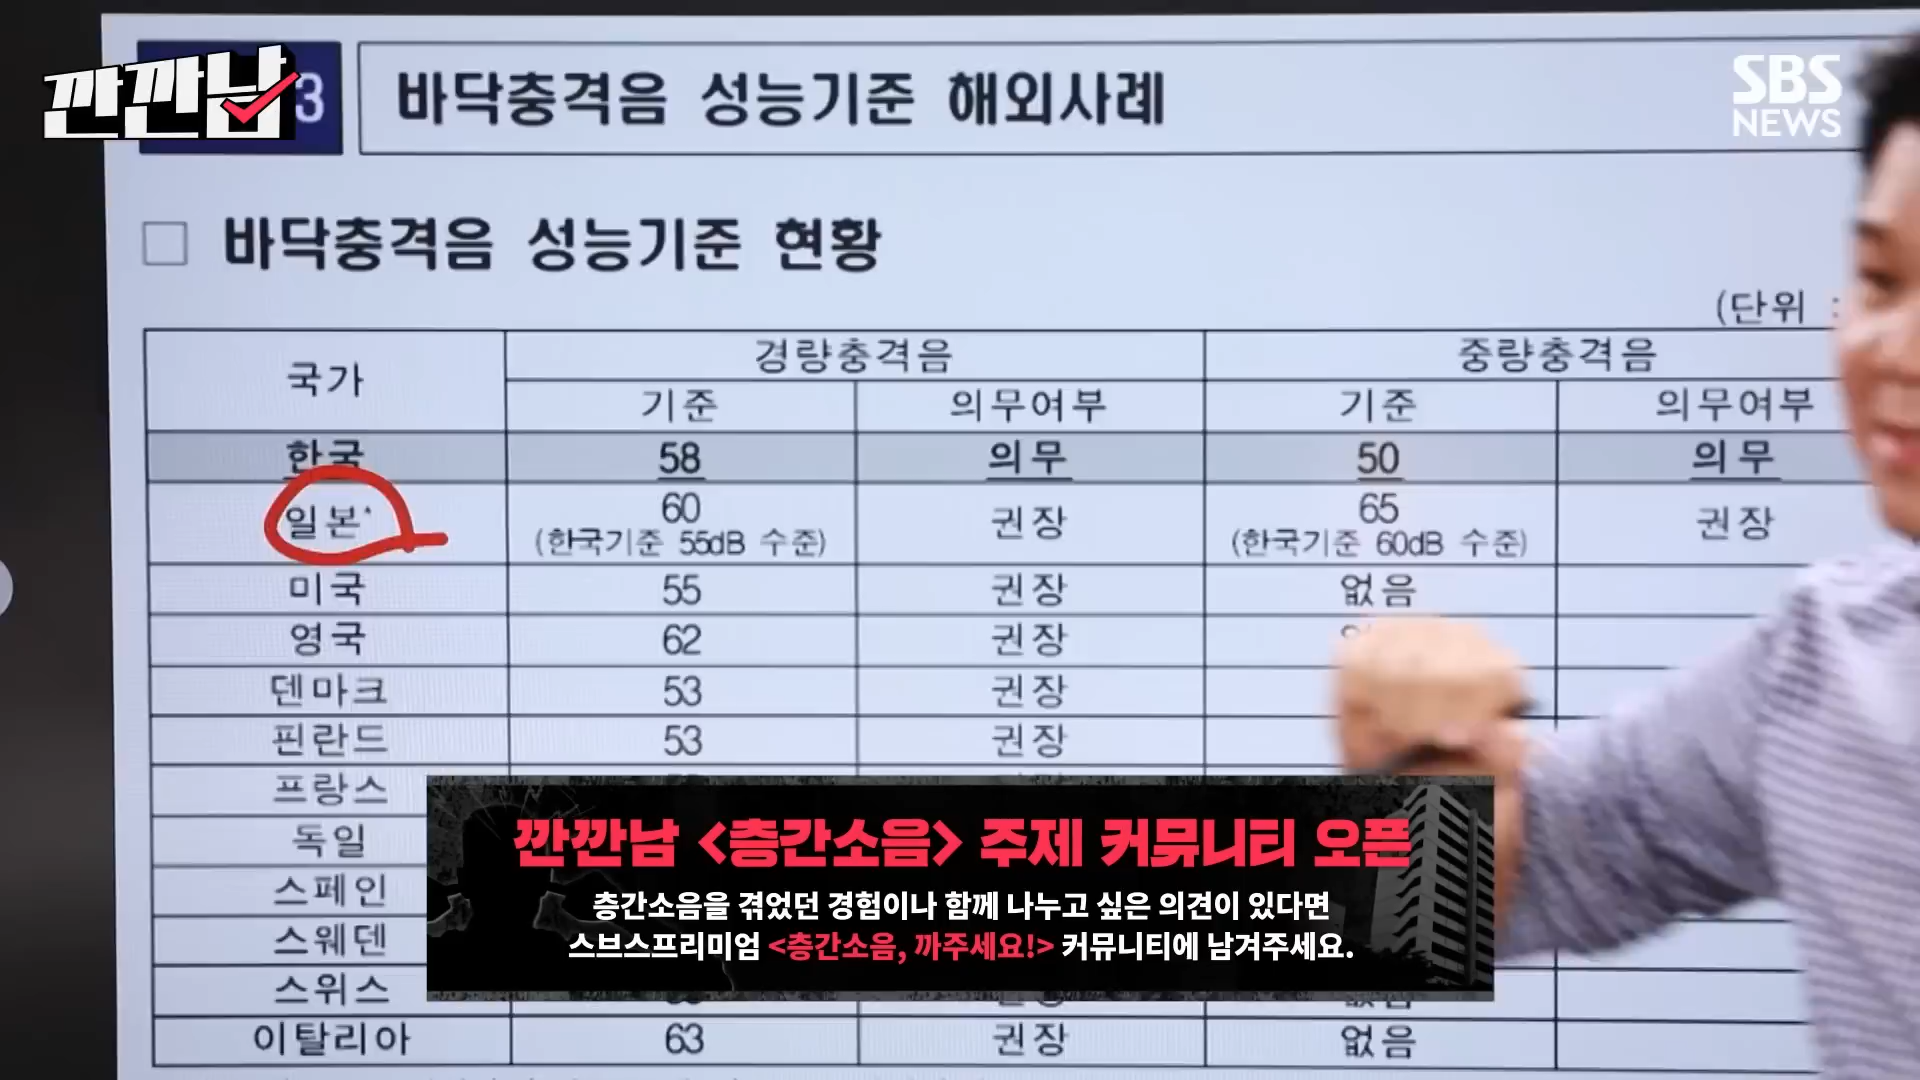 깐깐남
3
바닥충격음 성능기준 해외사례
SBS
NEWS
□ 바닥충격음 성능기준 현황
(단위 :
국가 경량충격음 중량충격음
기준 의무여부 기준 의무여부
한국 58 의무 50 의무
일본* 60 (한국기준 55dB 수준) 권장 65 (한국기준 60dB 수준) 권장
미국 55 권장 없음
영국 62 권장
덴마크 53 권장
핀란드 53 권장
프랑스
독일
스페인
스웨덴
스위스
이탈리아 63 권장 없음
깐깐남 <층간소음> 주제 커뮤니티 오픈
층간소음을 겪었던 경험이나 함께 나누고 싶은 의견이 있다면
스브스프리미엄 <층간소음, 까주세요!> 커뮤니티에 남겨주세요.